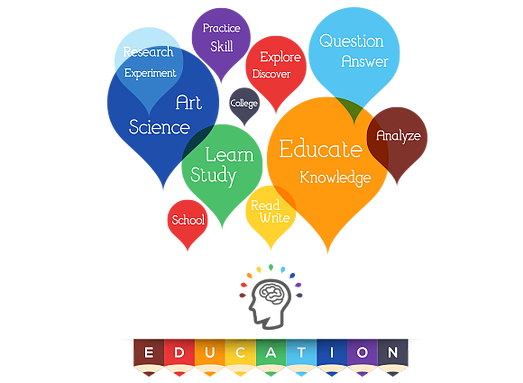 Practice
Skill
Question
Answer
Research
Experiment
Explore
Discover
Art
Science
College
Analyze
Learn
Study
Educate
Knowledge
School
Read
Write
EDUCATION